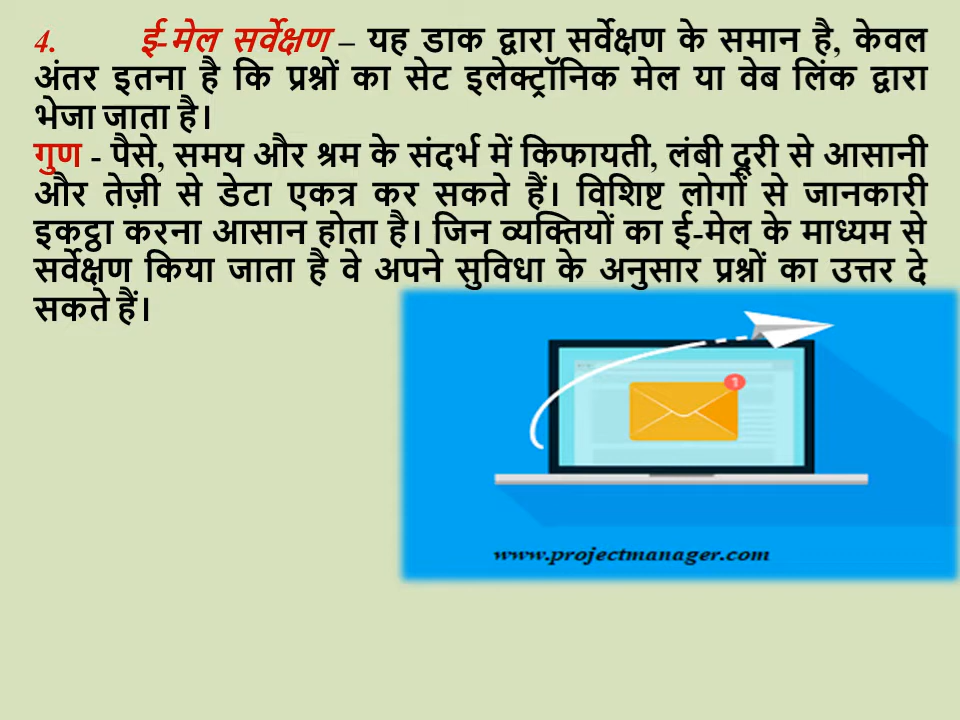 4. ई-मेल सर्वेक्षण – यह डाक द्वारा सर्वेक्षण के समान है, केवल
अंतर इतना है कि प्रश्नों का सेट इलेक्ट्रॉनिक मेल या वेब लिंक द्वारा
भेजा जाता है।
गुण - पैसे, समय और श्रम के संदर्भ में किफायती, लंबी दूरी से आसानी
और तेज़ी से डेटा एकत्र कर सकते हैं। विशिष्ट लोगों से जानकारी
इकट्ठा करना आसान होता है। जिन व्यक्तियों का ई-मेल के माध्यम से
सर्वेक्षण किया जाता है वे अपने सुविधा के अनुसार प्रश्नों का उत्तर दे
सकते हैं।
1
www.projectmanager.com